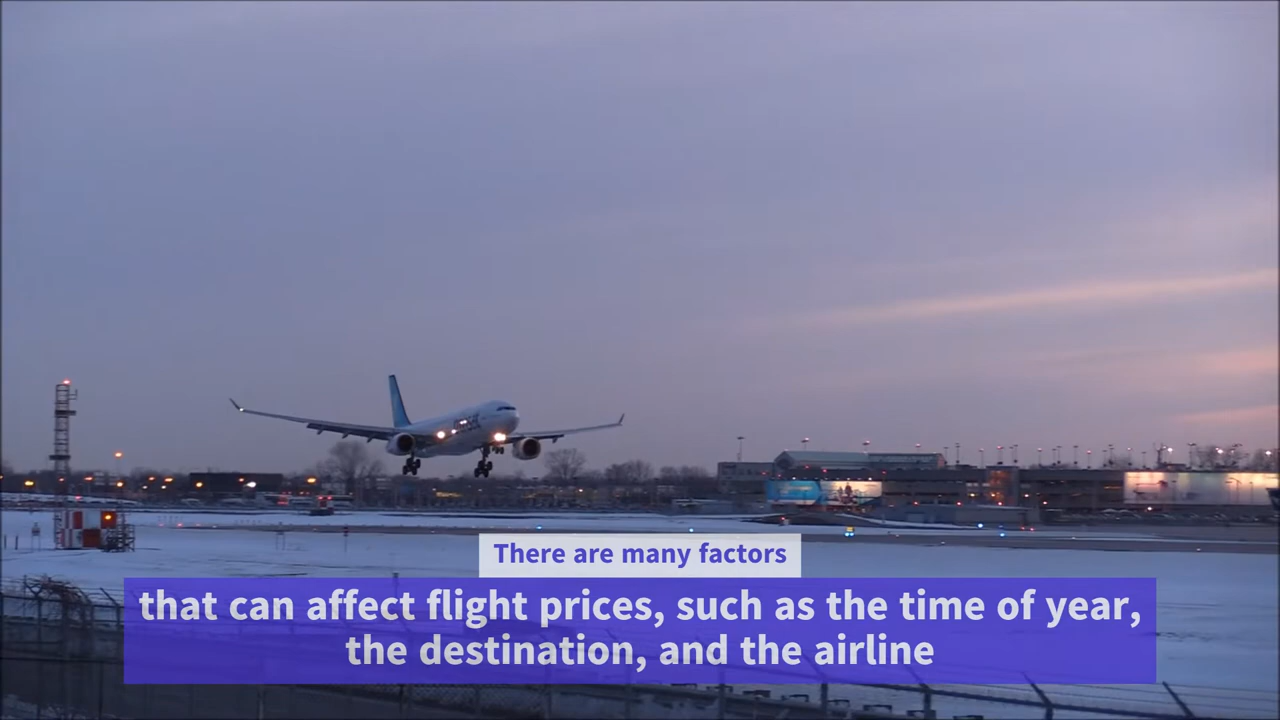 There are many factors
that can affect flight prices, such as the time of year,
the destination, and the airline